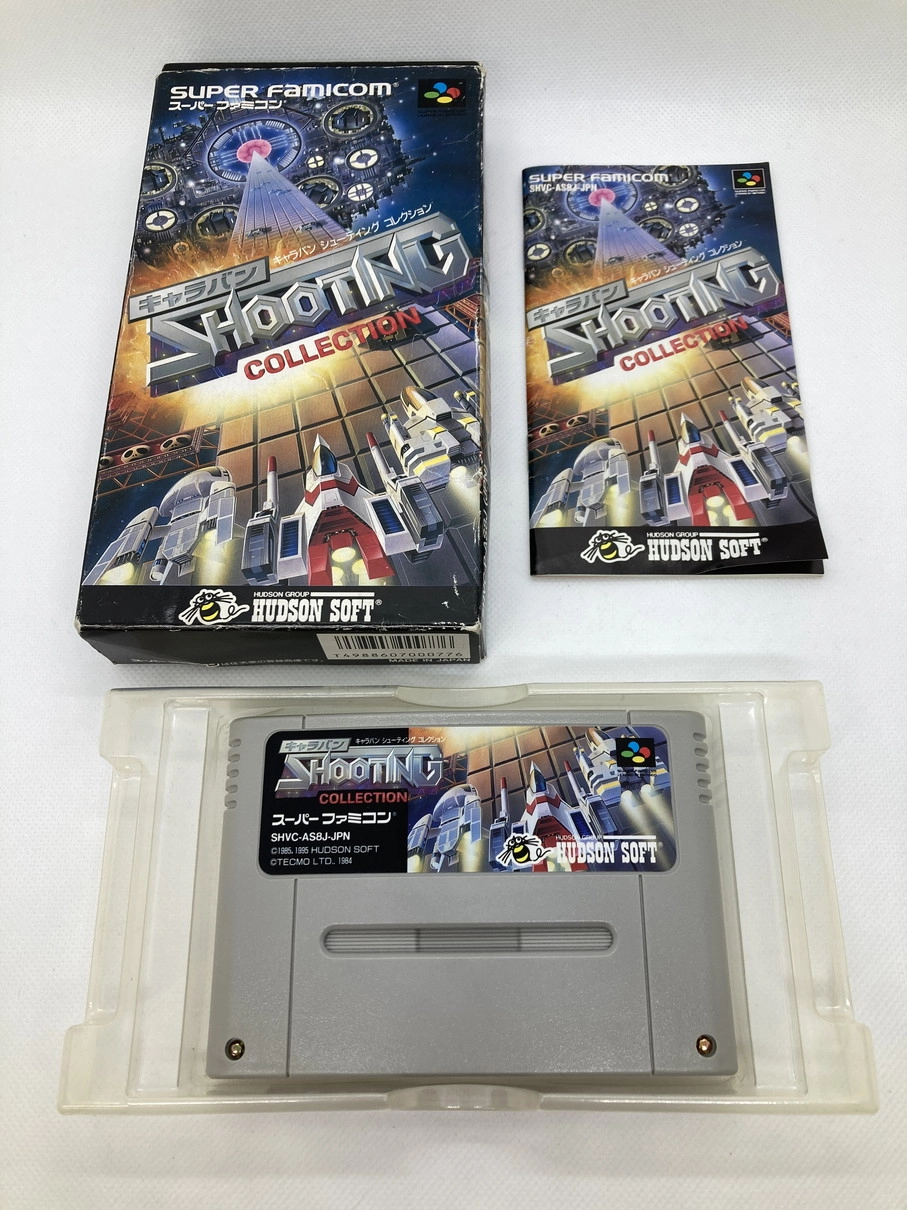 SUPER FAMICOM®
スーパーファミコン®
キャラバン シューティング コレクション
キャラバン
SHOOTING
COLLECTION
HUDSON GROUP
HUDSON SOFT®
T4988607000776
MADE IN JAPAN
SUPER FAMICOM
SHVC-AS8J-JPN
キャラバン シューティング コレクション
キャラバン
SHOOTING
COLLECTION
HUDSON GROUP
HUDSON SOFT®
キャラバン
キャラバン シューティング コレクション
SHOOTING
COLLECTION
スーパーファミコン®
SHVC-AS8J-JPN
©1985, 1995 HUDSON SOFT
©TECMO LTD., 1984
HUDSON GROUP
HUDSON SOFT®